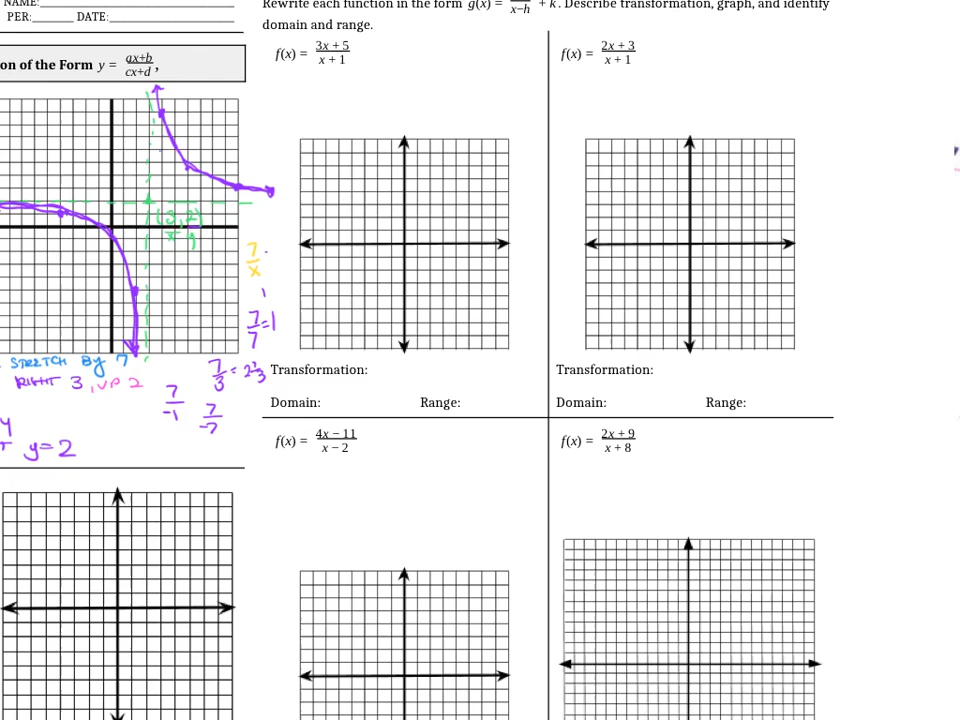 NAME:
PER: DATE:
on of the Form y = ax+b / cx+d ,
(3, 2)
x y
7/x
7/7 = 1
STRETCH BY 7
RIGHT 3, UP 2
7/3 = 2 1/3
7/-1
7/-7
y=2
Rewrite each function in the form g(x) = / x−h + k. Describe transformation, graph, and identify
domain and range.
f(x) = 3x + 5 / x + 1
f(x) = 2x + 3 / x + 1
Transformation:
Transformation:
Domain: Range:
Domain: Range:
f(x) = 4x − 11 / x − 2
f(x) = 2x + 9 / x + 8